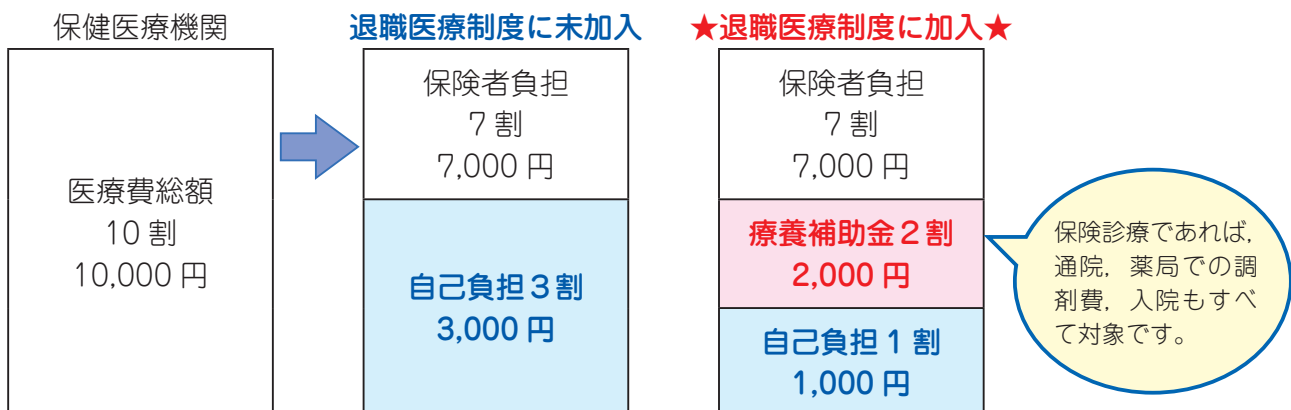 保健医療機関
医療費総額
10 割
10,000 円
退職医療制度に未加入
保険者負担
7 割
7,000 円
自己負担3割
3,000 円
★退職医療制度に加入★
保険者負担
7 割
7,000 円
療養補助金2割
2,000 円
自己負担1割
1,000 円
保険診療であれば,
通院, 薬局での調
剤費, 入院もすべ
て対象です。